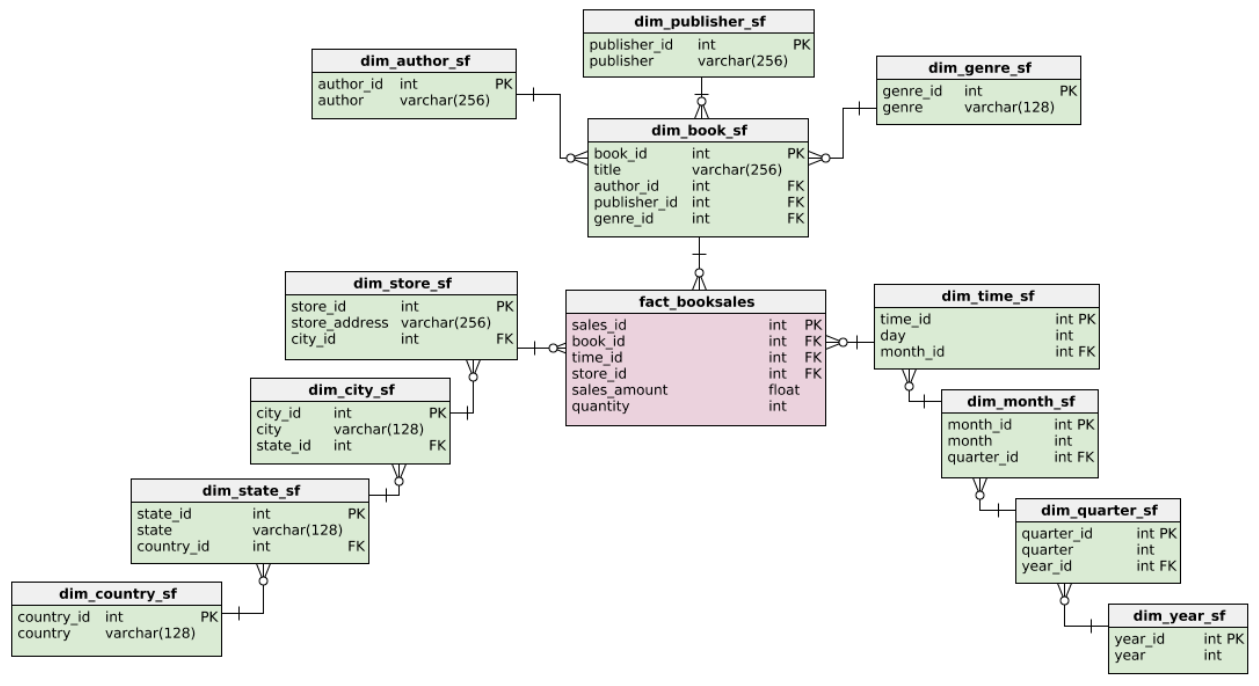 dim_publisher_sf
publisher_id int PK
publisher varchar(256)
dim_author_sf
author_id int PK
author varchar(256)
dim_genre_sf
genre_id int PK
genre varchar(128)
dim_book_sf
book_id int PK
title varchar(256)
author_id int FK
publisher_id int FK
genre_id int FK
dim_store_sf
store_id int PK
store_address varchar(256)
city_id int FK
fact_booksales
sales_id int PK
book_id int FK
time_id int FK
store_id int FK
sales_amount float
quantity int
dim_time_sf
time_id int PK
day int
month_id int FK
dim_city_sf
city_id int PK
city varchar(128)
state_id int FK
dim_month_sf
month_id int PK
month int
quarter_id int FK
dim_state_sf
state_id int PK
state varchar(128)
country_id int FK
dim_quarter_sf
quarter_id int PK
quarter int
year_id int FK
dim_country_sf
country_id int PK
country varchar(128)
dim_year_sf
year_id int PK
year int